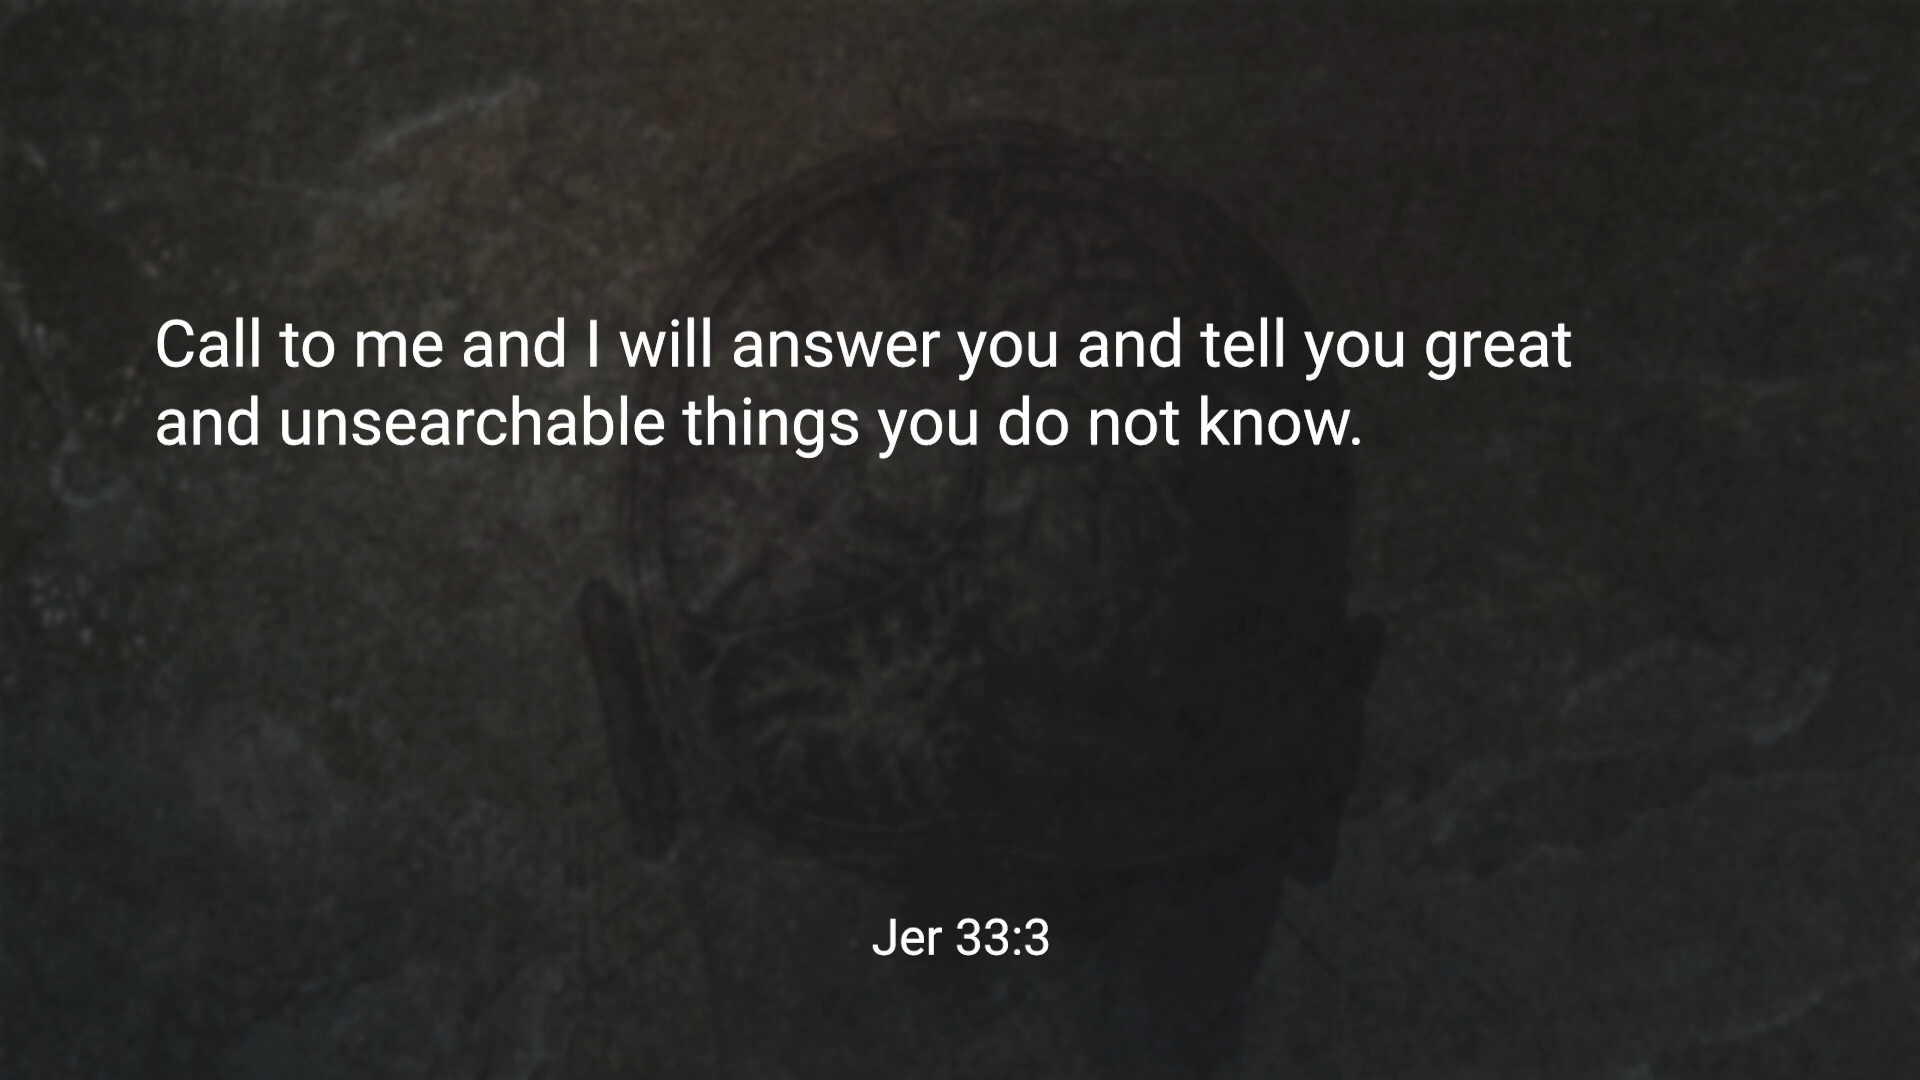 Call to me and I will answer you and tell you great
and unsearchable things you do not know.
Jer 33:3